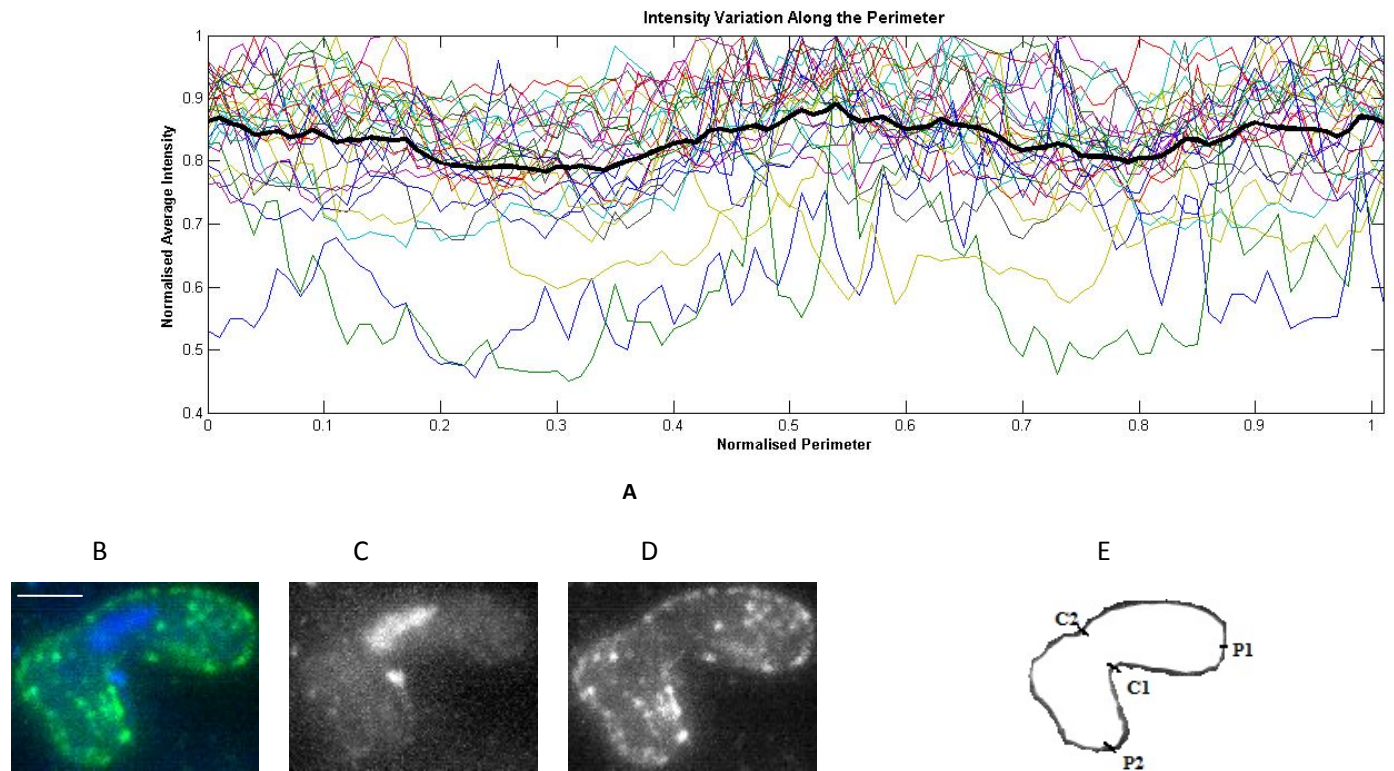 Intensity Variation Along the Perimeter
Normalised Average Intensity
1
0.9
0.8
0.7
0.6
0.5
0.4
0 0.1 0.2 0.3 0.4 0.5 0.6 0.7 0.8 0.9 1
Normalised Perimeter
A
B C D E
C2
P1
C1
P2